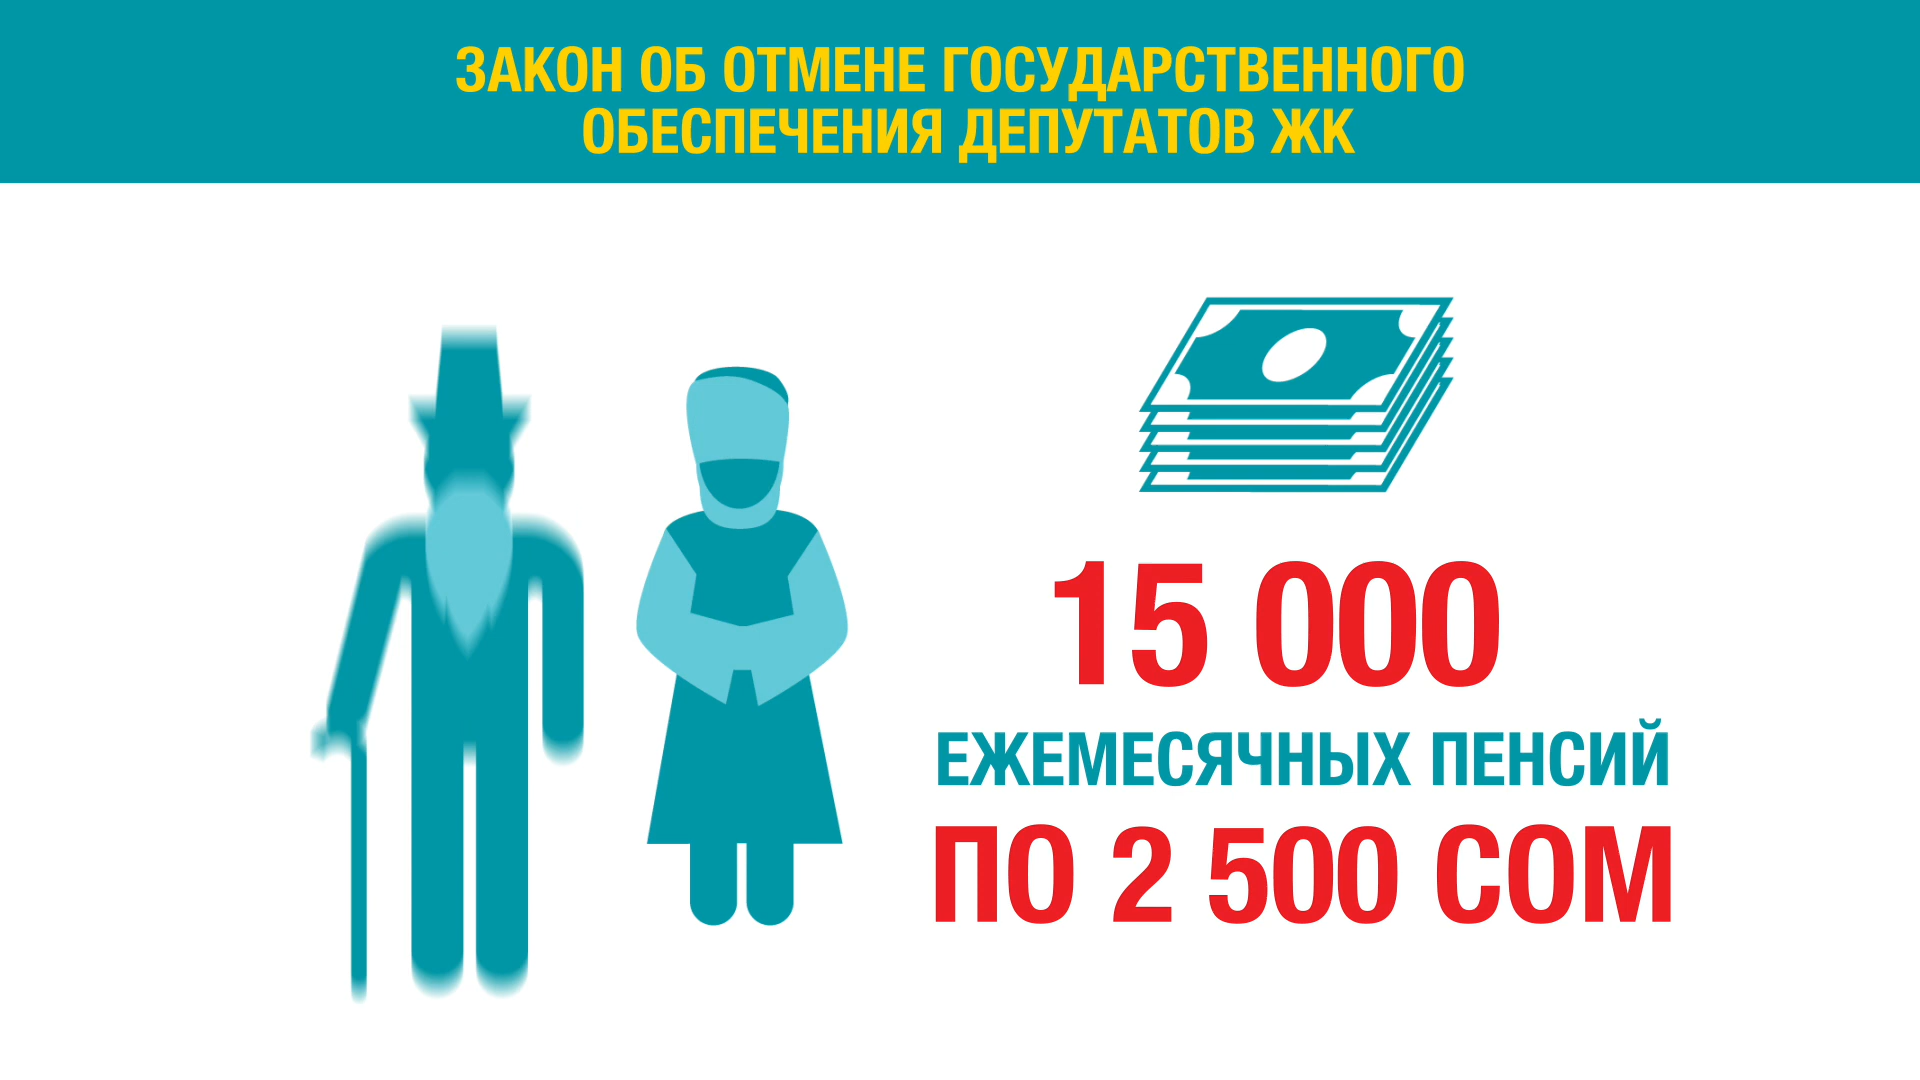 ЗАКОН ОБ ОТМЕНЕ ГОСУДАРСТВЕННОГО
ОБЕСПЕЧЕНИЯ ДЕПУТАТОВ ЖК
15 000
ЕЖЕМЕСЯЧНЫХ ПЕНСИЙ
ПО 2 500 СОМ